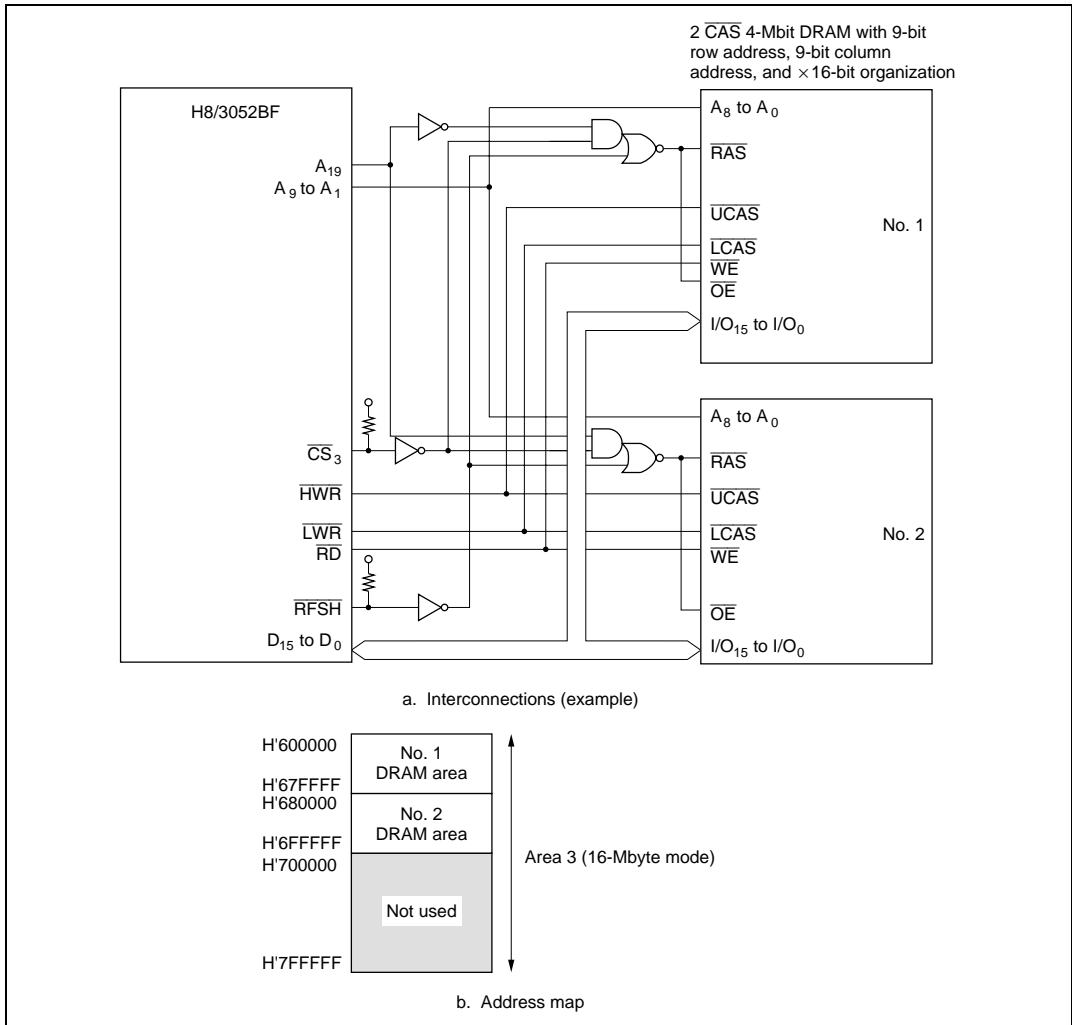 2 CAS 4-Mbit DRAM with 9-bit
row address, 9-bit column
address, and ×16-bit organization
H8/3052BF
A19
A9 to A1
CS3
HWR
LWR
RD
RFSH
D15 to D0
A8 to A0
RAS
UCAS
No. 1
LCAS
WE
OE
I/O15 to I/O0
A8 to A0
RAS
UCAS
No. 2
LCAS
WE
OE
I/O15 to I/O0
a. Interconnections (example)
H'600000
No. 1
DRAM area
H'67FFFF
H'680000
No. 2
DRAM area
H'6FFFFF
H'700000
Area 3 (16-Mbyte mode)
Not used
H'7FFFFF
b. Address map